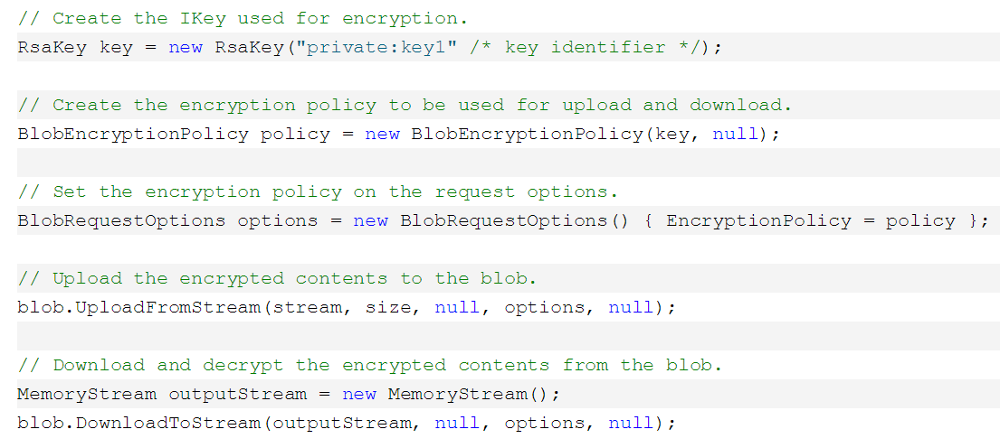 // Create the IKey used for encryption.
RsaKey key = new RsaKey("private:key1" /* key identifier */);
// Create the encryption policy to be used for upload and download.
BlobEncryptionPolicy policy = new BlobEncryptionPolicy(key, null);
// Set the encryption policy on the request options.
BlobRequestOptions options = new BlobRequestOptions() { EncryptionPolicy = policy };
// Upload the encrypted contents to the blob.
blob.UploadFromStream(stream, size, null, options, null);
// Download and decrypt the encrypted contents from the blob.
MemoryStream outputStream = new MemoryStream();
blob.DownloadToStream(outputStream, null, options, null);